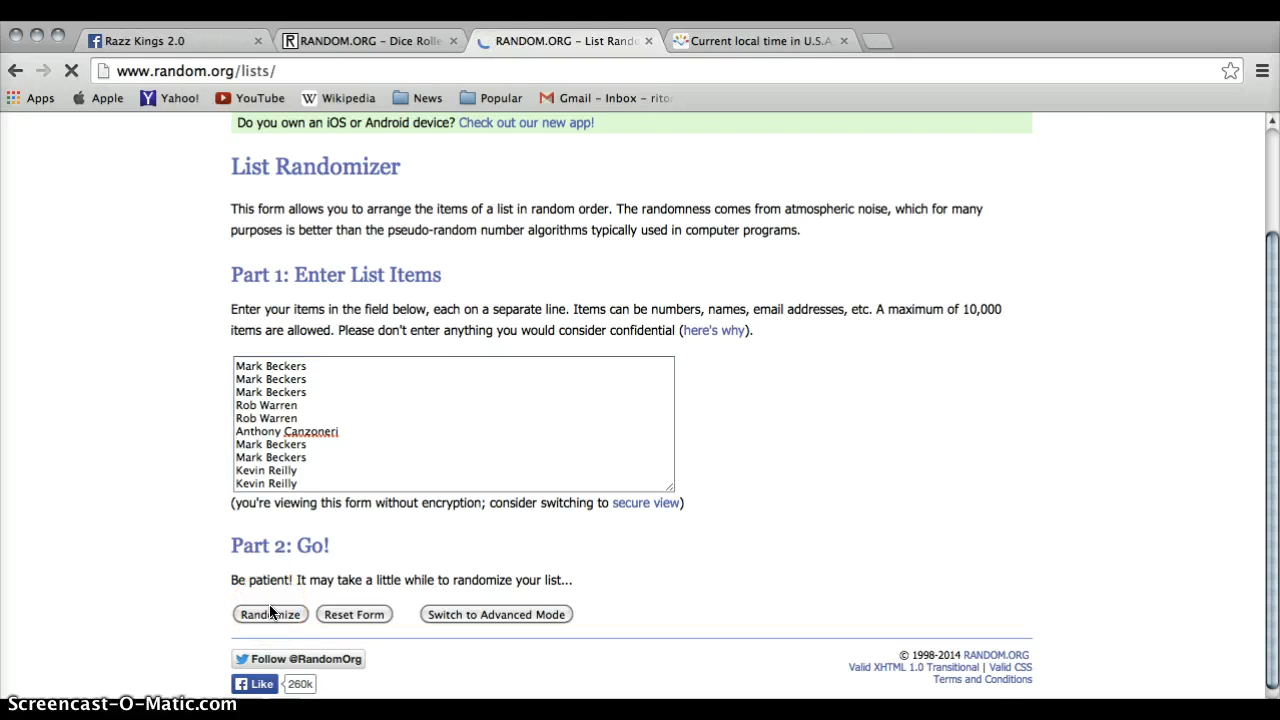 Razz Kings 2.0
RANDOM.ORG - Dice Rolle
RANDOM.ORG - List Rando
Current local time in U.S.A
www.random.org/lists/
Apps Apple Yahoo! YouTube Wikipedia News Popular Gmail - Inbox - rito
Do you own an iOS or Android device? Check out our new app!
List Randomizer
This form allows you to arrange the items of a list in random order. The randomness comes from atmospheric noise, which for many
purposes is better than the pseudo-random number algorithms typically used in computer programs.
Part 1: Enter List Items
Enter your items in the field below, each on a separate line. Items can be numbers, names, email addresses, etc. A maximum of 10,000
items are allowed. Please don't enter anything you would consider confidential (here's why).
Mark Beckers
Mark Beckers
Mark Beckers
Rob Warren
Rob Warren
Anthony Canzoneri
Mark Beckers
Mark Beckers
Kevin Reilly
Kevin Reilly
(you're viewing this form without encryption; consider switching to secure view)
Part 2: Go!
Be patient! It may take a little while to randomize your list...
Randomize Reset Form Switch to Advanced Mode
Follow @RandomOrg
Like 260k
© 1998-2014 RANDOM.ORG
Valid XHTML 1.0 Transitional | Valid CSS
Terms and Conditions
Screencast-O-Matic.com